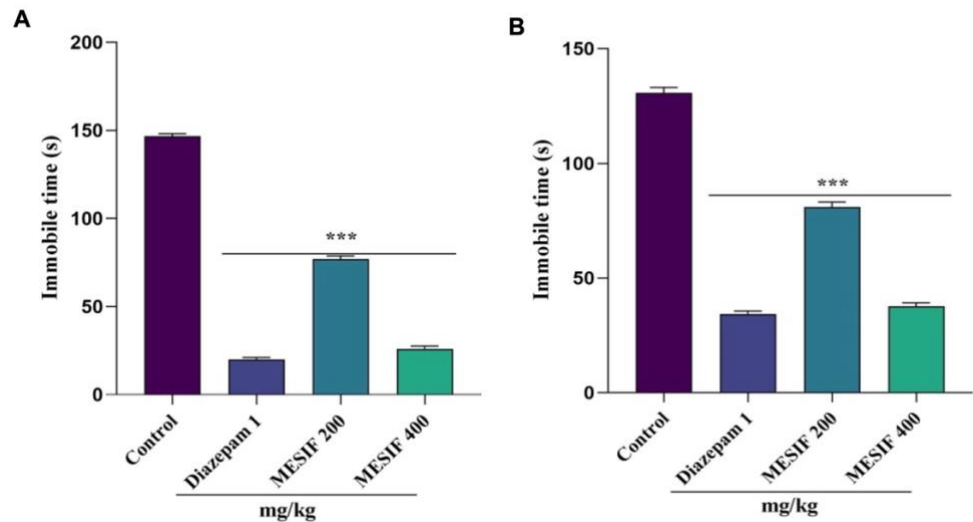 A
Immobile time (s)
200
150
100
50
0
***
Control
Diazepam 1
MESIF 200
MESIF 400
mg/kg
B
Immobile time (s)
150
100
50
0
***
Control
Diazepam 1
MESIF 200
MESIF 400
mg/kg